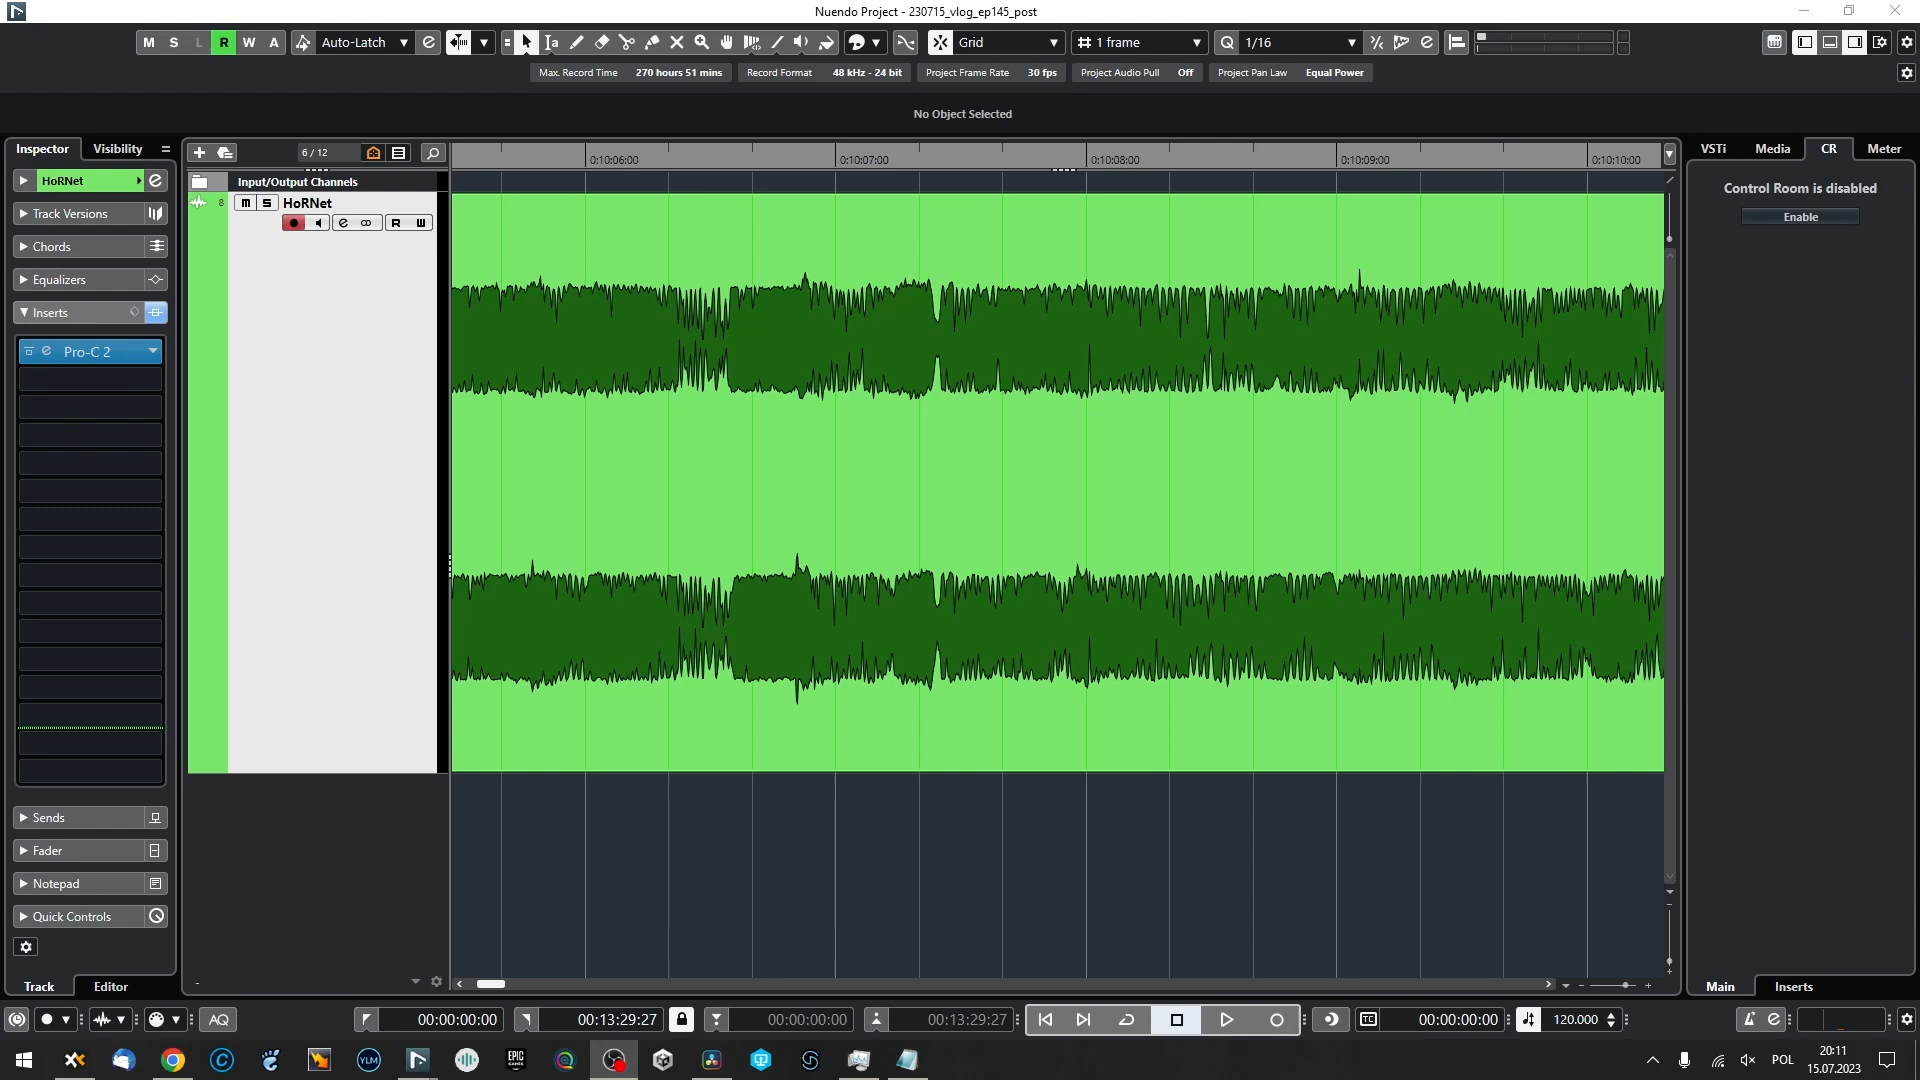 Nuendo Project - 230715_vlog_ep145_post
M S L R W A Auto-Latch Grid 1 frame Q 1/16
Max. Record Time 270 hours 51 mins Record Format 48 kHz - 24 bit Project Frame Rate 30 fps Project Audio Pull Off Project Pan Law Equal Power
No Object Selected
Inspector Visibility
HoRNet
Track Versions
Chords
Equalizers
Inserts
Pro-C 2
Sends
Fader
Notepad
Quick Controls
Track Editor
6 / 12
Input/Output Channels
8 m S HoRNet
R W
0:10:06:00 0:10:07:00 0:10:08:00 0:10:09:00 0:10:10:00
VSTi Media CR Meter
Control Room is disabled
Enable
Main Inserts
AQ 00:00:00:00 00:13:29:27 00:00:00:00 00:13:29:27 TC 00:00:00:00 120.000
YLM EPIC GAMES POL 20:11
15.07.2023